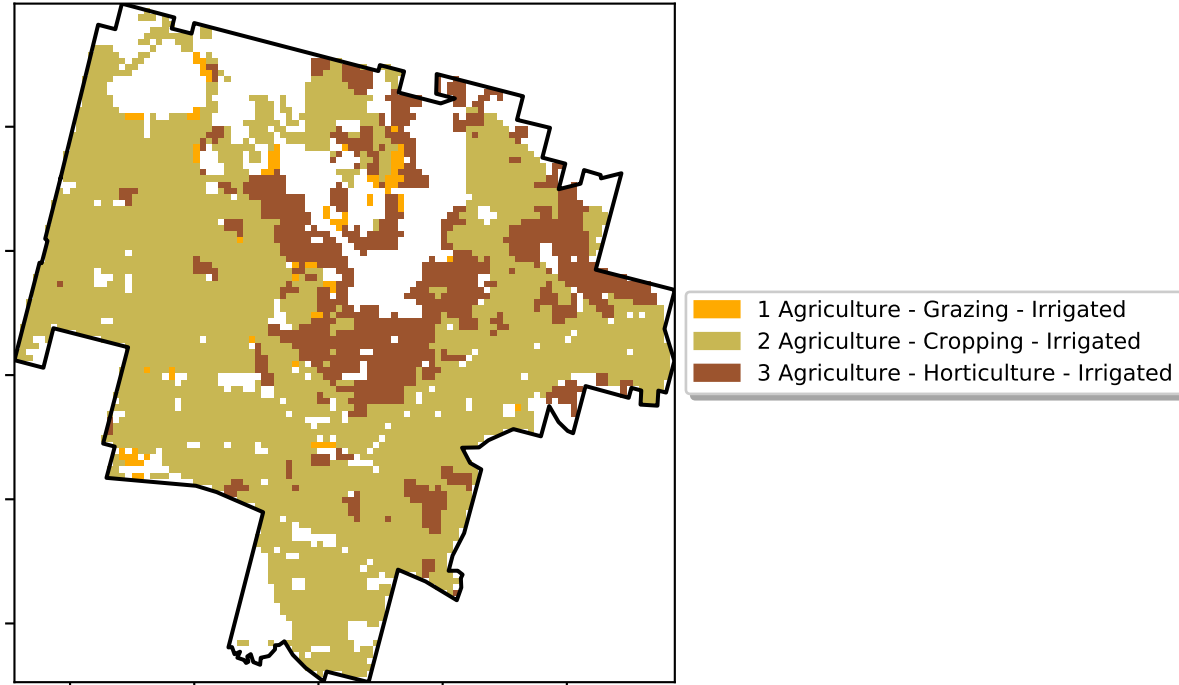 1 Agriculture - Grazing - Irrigated
2 Agriculture - Cropping - Irrigated
3 Agriculture - Horticulture - Irrigated